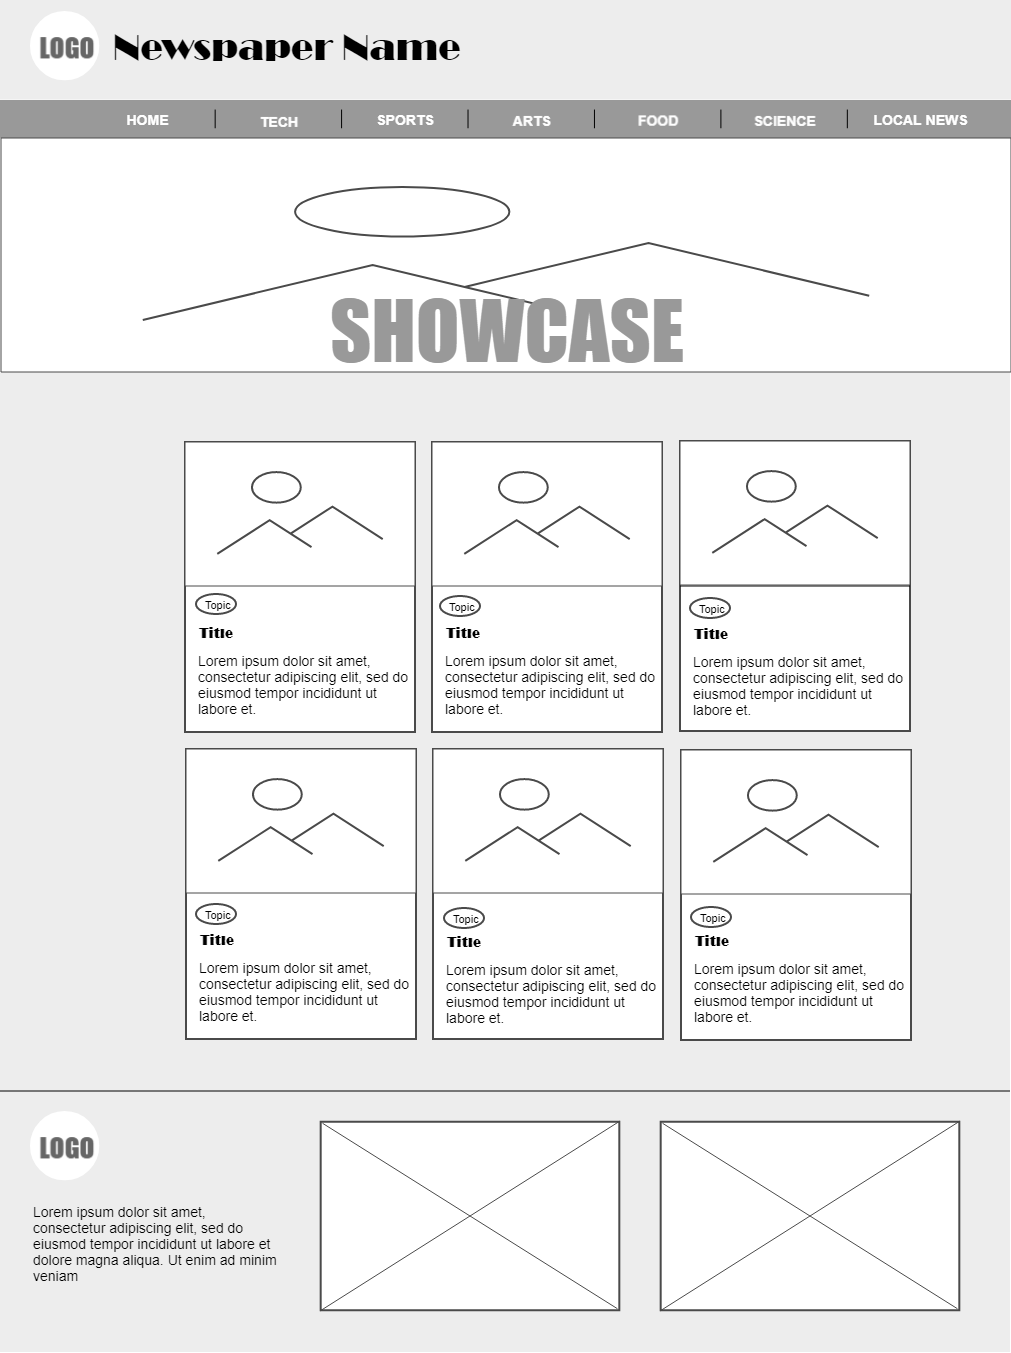 LOGO Newspaper Name
HOME TECH SPORTS ARTS FOOD SCIENCE LOCAL NEWS
SHOWCASE
Topic
Title
Lorem ipsum dolor sit amet,
consectetur adipiscing elit, sed do
eiusmod tempor incididunt ut
labore et.
Topic
Title
Lorem ipsum dolor sit amet,
consectetur adipiscing elit, sed do
eiusmod tempor incididunt ut
labore et.
Topic
Title
Lorem ipsum dolor sit amet,
consectetur adipiscing elit, sed do
eiusmod tempor incididunt ut
labore et.
Topic
Title
Lorem ipsum dolor sit amet,
consectetur adipiscing elit, sed do
eiusmod tempor incididunt ut
labore et.
Topic
Title
Lorem ipsum dolor sit amet,
consectetur adipiscing elit, sed do
eiusmod tempor incididunt ut
labore et.
Topic
Title
Lorem ipsum dolor sit amet,
consectetur adipiscing elit, sed do
eiusmod tempor incididunt ut
labore et.
LOGO
Lorem ipsum dolor sit amet,
consectetur adipiscing elit, sed do
eiusmod tempor incididunt ut labore et
dolore magna aliqua. Ut enim ad minim
veniam